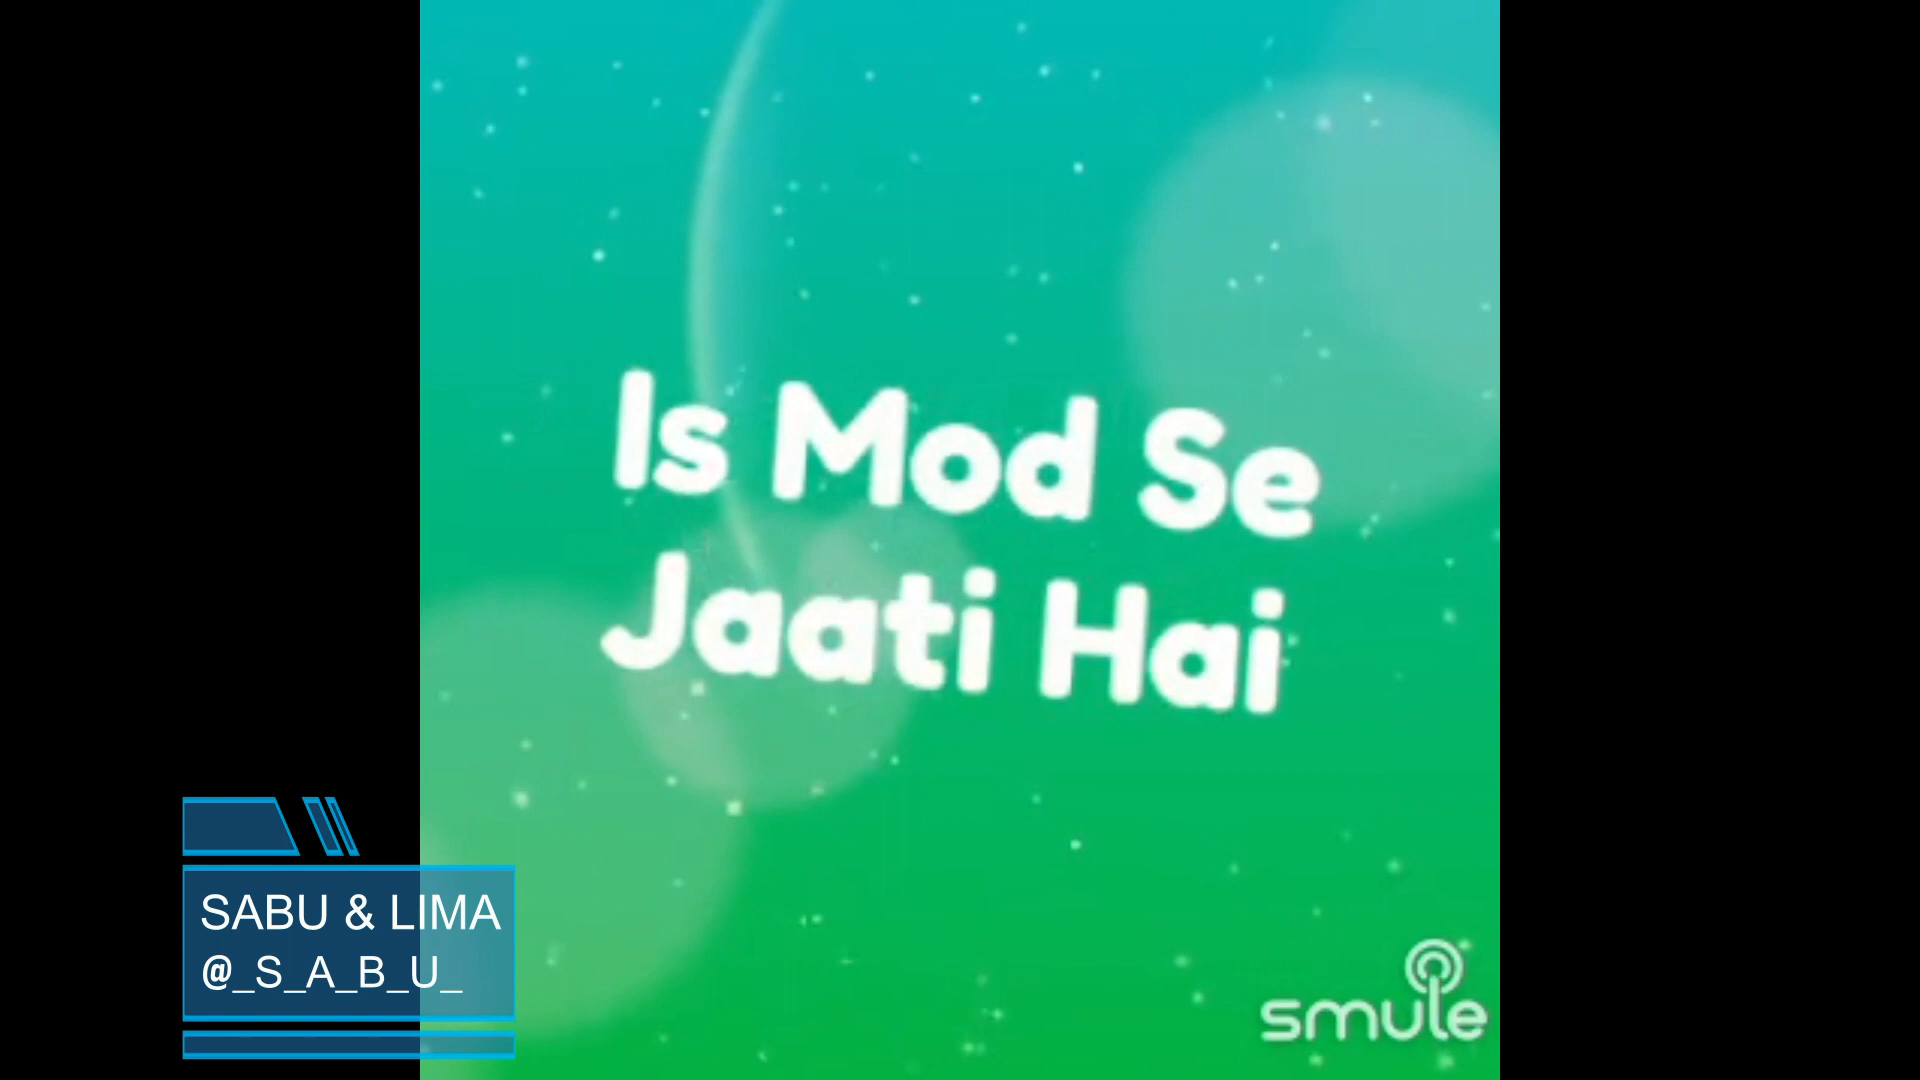 Is Mod Se
Jaati Hai
SABU & LIMA
@_S_A_B_U_
smule